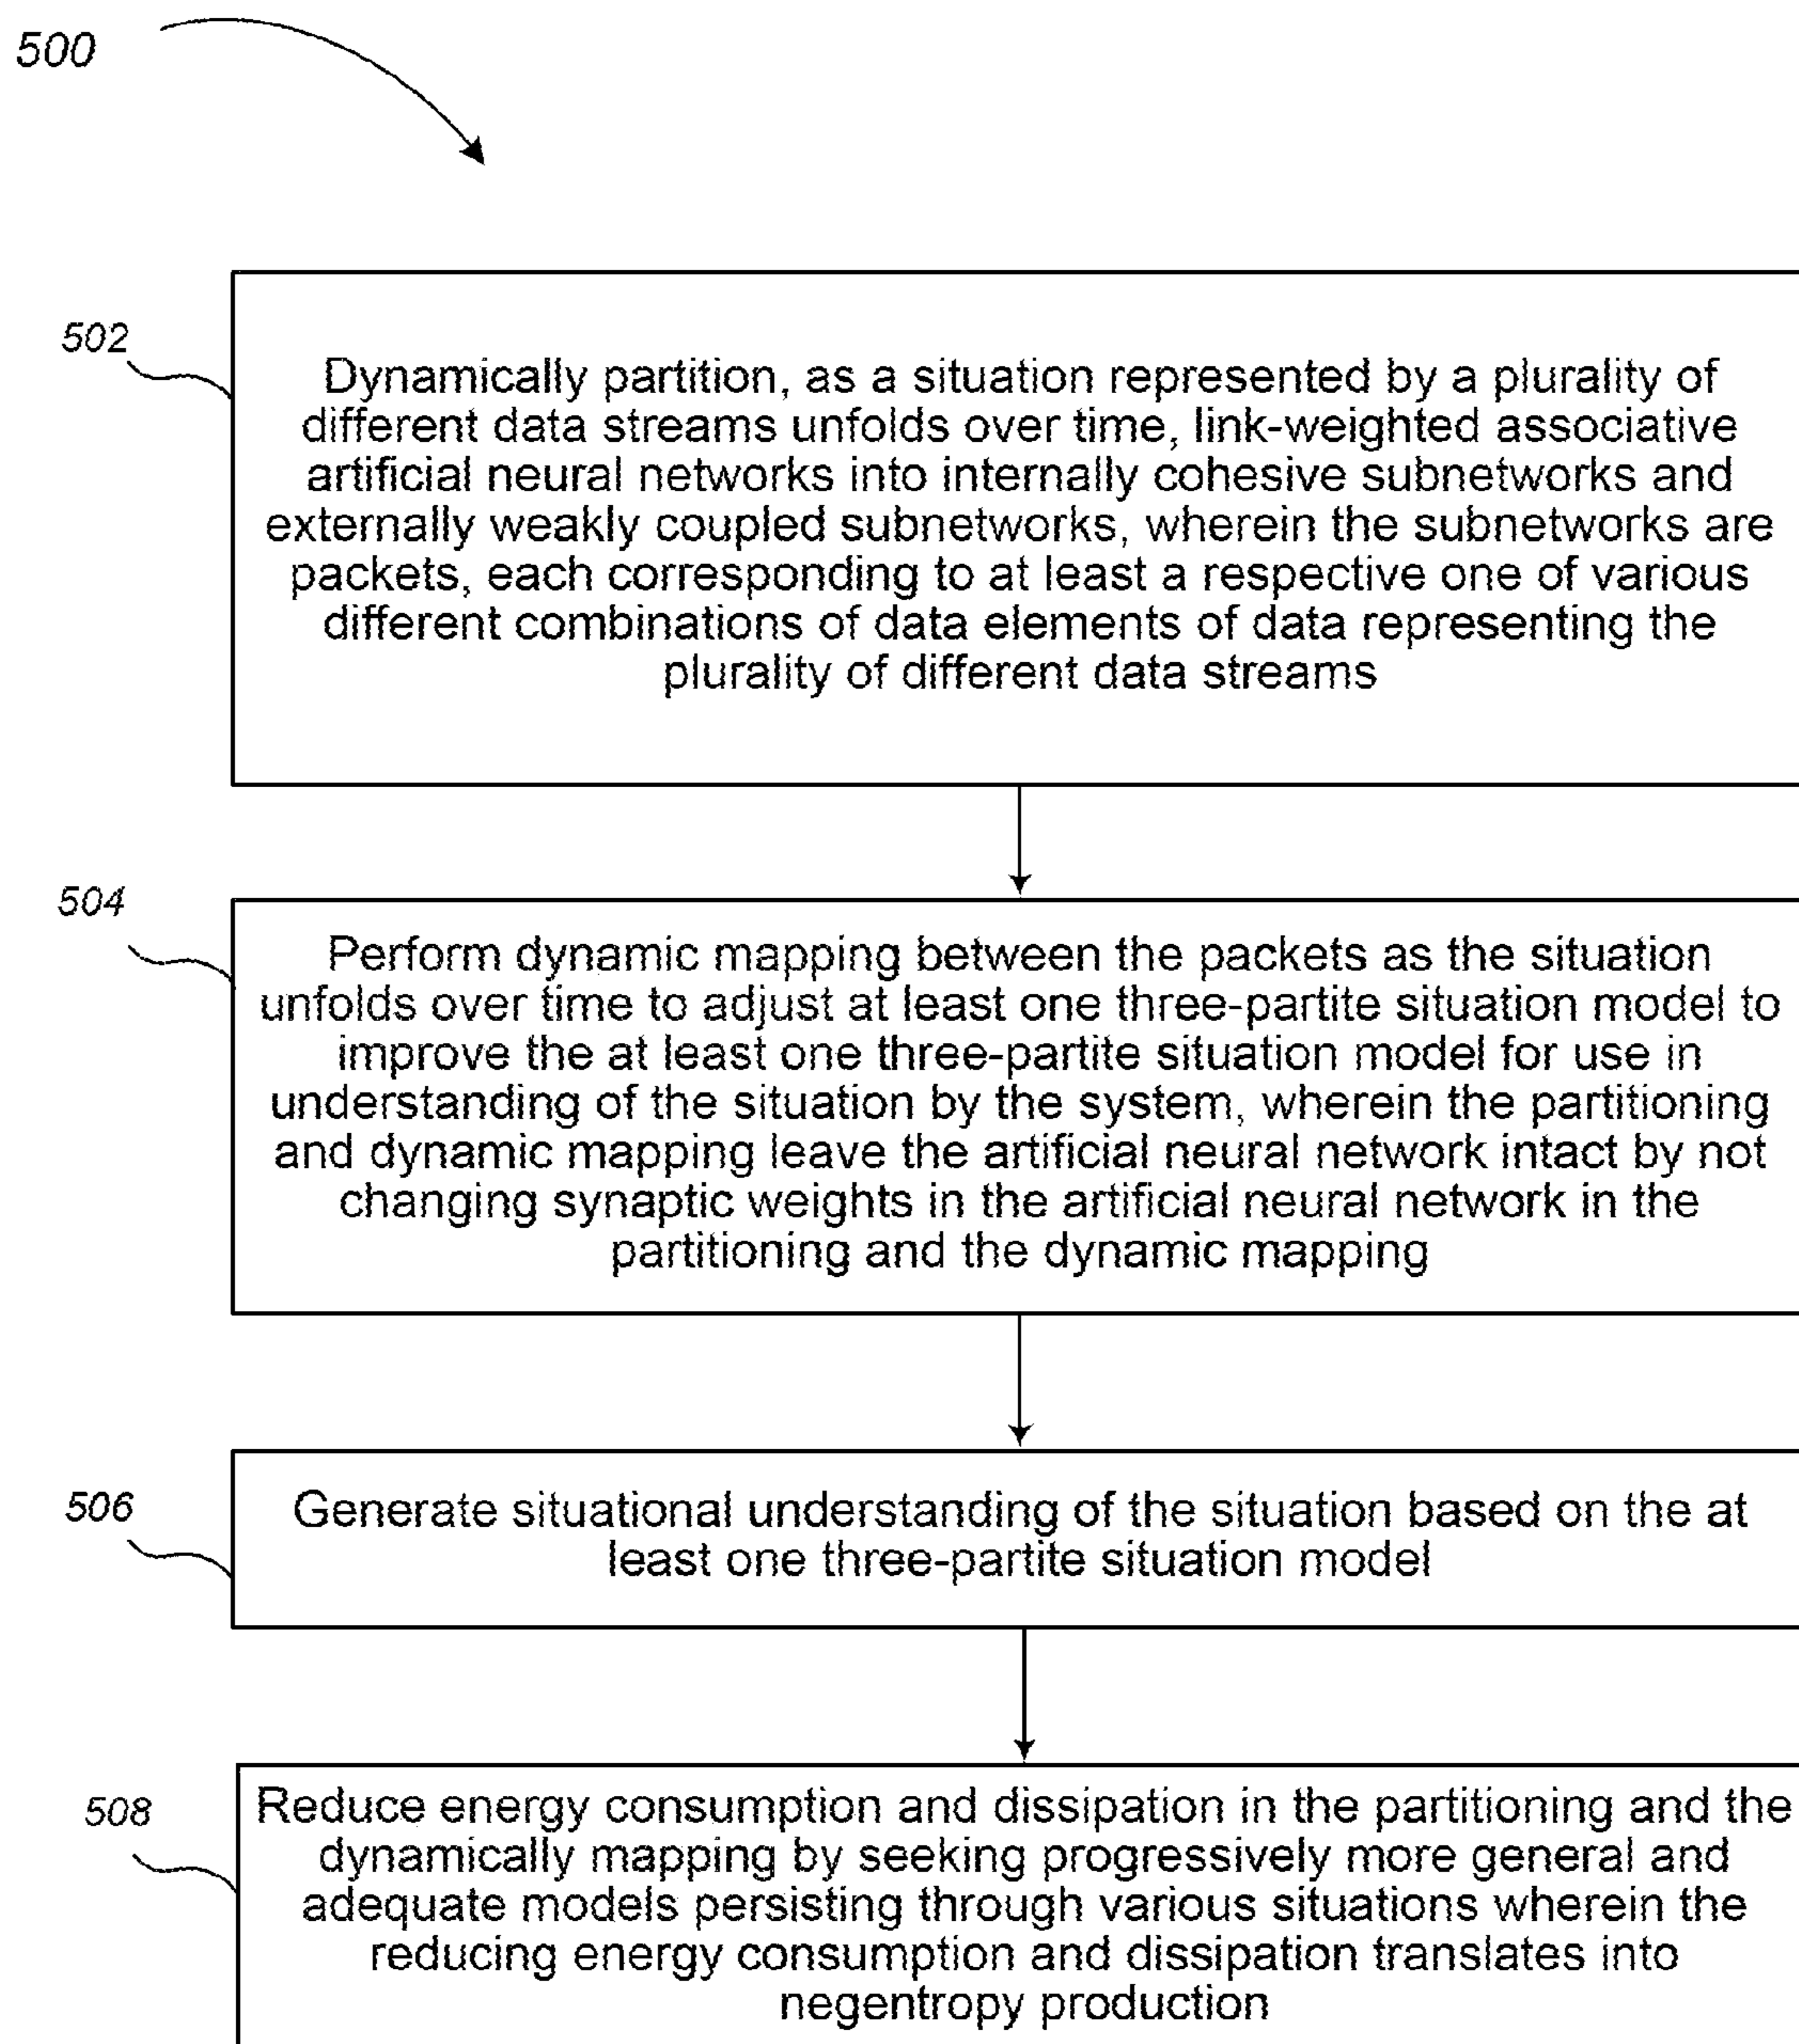 500
502
Dynamically partition, as a situation represented by a plurality of
different data streams unfolds over time, link-weighted associative
artificial neural networks into internally cohesive subnetworks and
externally weakly coupled subnetworks, wherein the subnetworks are
packets, each corresponding to at least a respective one of various
different combinations of data elements of data representing the
plurality of different data streams
504
Perform dynamic mapping between the packets as the situation
unfolds over time to adjust at least one three-partite situation model to
improve the at least one three-partite situation model for use in
understanding of the situation by the system, wherein the partitioning
and dynamic mapping leave the artificial neural network intact by not
changing synaptic weights in the artificial neural network in the
partitioning and the dynamic mapping
506
Generate situational understanding of the situation based on the at
least one three-partite situation model
508
Reduce energy consumption and dissipation in the partitioning and the
dynamically mapping by seeking progressively more general and
adequate models persisting through various situations wherein the
reducing energy consumption and dissipation translates into
negentropy production